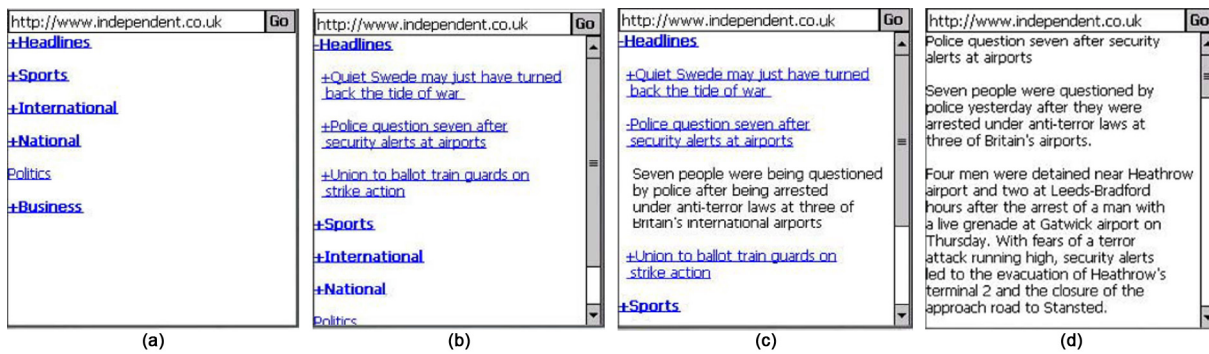 http://www.independent.co.uk Go
+Headlines
+Sports
+International
+National
Politics
+Business
(a)
http://www.independent.co.uk Go
-Headlines
+Quiet Swede may just have turned
back the tide of war
+Police question seven after
security alerts at airports
+Union to ballot train guards on
strike action
+Sports
+International
+National
Politics
(b)
http://www.independent.co.uk Go
-Headlines
+Quiet Swede may just have turned
back the tide of war
-Police question seven after
security alerts at airports
Seven people were being questioned
by police after being arrested
under anti-terror laws at three of
Britain's international airports
+Union to ballot train guards on
strike action
+Sports
(c)
http://www.independent.co.uk Go
Police question seven after security
alerts at airports
Seven people were questioned by
police yesterday after they were
arrested under anti-terror laws at
three of Britain's airports.
Four men were detained near Heathrow
airport and two at Leeds-Bradford
hours after the arrest of a man with
a live grenade at Gatwick airport on
Thursday. With fears of a terror
attack running high, security alerts
led to the evacuation of Heathrow's
terminal 2 and the closure of the
approach road to Stansted.
(d)